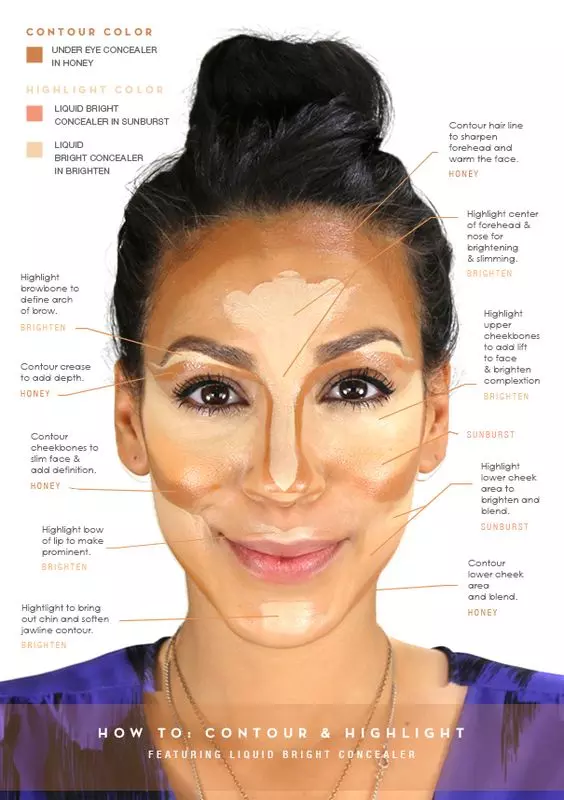 CONTOUR COLOR
UNDER EYE CONCEALER
IN HONEY
HIGHLIGHT COLOR
LIQUID BRIGHT
CONCEALER IN SUNBURST
LIQUID
BRIGHT CONCEALER
IN BRIGHTEN
Contour hair line
to sharpen
forehead and
warm the face.
HONEY
Highlight center
of forehead &
nose for
brightening
& slimming.
BRIGHTEN
Highlight
browbone to
define arch
of brow.
BRIGHTEN
Highlight
upper
cheekbones
to add lift
to face
& brighten
complextion
BRIGHTEN
Contour crease
to add depth.
HONEY
SUNBURST
Contour
cheekbones to
slim face &
add definition.
HONEY
Highlight
lower cheek
area to
brighten and
blend.
SUNBURST
Highlight bow
of lip to make
prominent.
BRIGHTEN
Contour
lower cheek
area
and blend.
HONEY
Hightlight to bring
out chin and soften
jawline contour.
BRIGHTEN
HOW TO: CONTOUR & HIGHLIGHT
FEATURING LIQUID BRIGHT CONCEALER